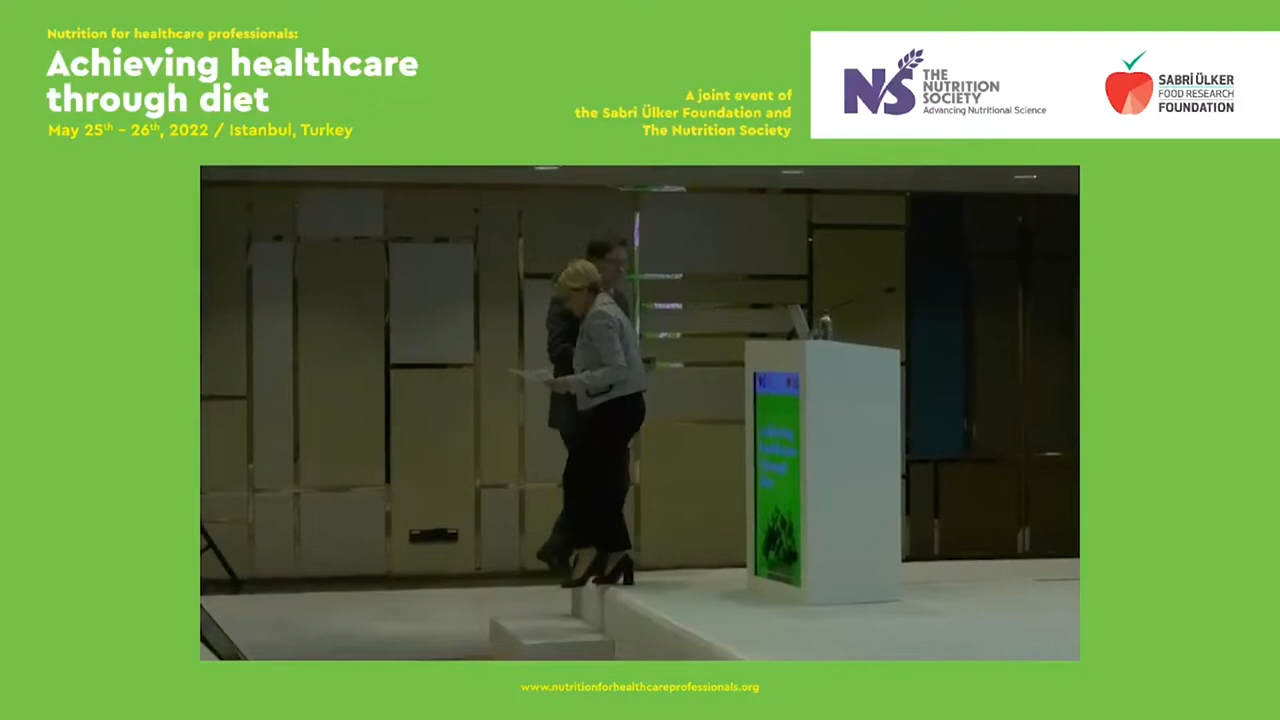 Nutrition for healthcare professionals:
Achieving healthcare
through diet
May 25th - 26th, 2022 / Istanbul, Turkey
A joint event of
the Sabri Ülker Foundation and
The Nutrition Society
NS
THE
NUTRITION
SOCIETY
Advancing Nutritional Science
SABRİ ÜLKER
FOOD RESEARCH
FOUNDATION
www.nutritionforhealthcareprofessionals.org